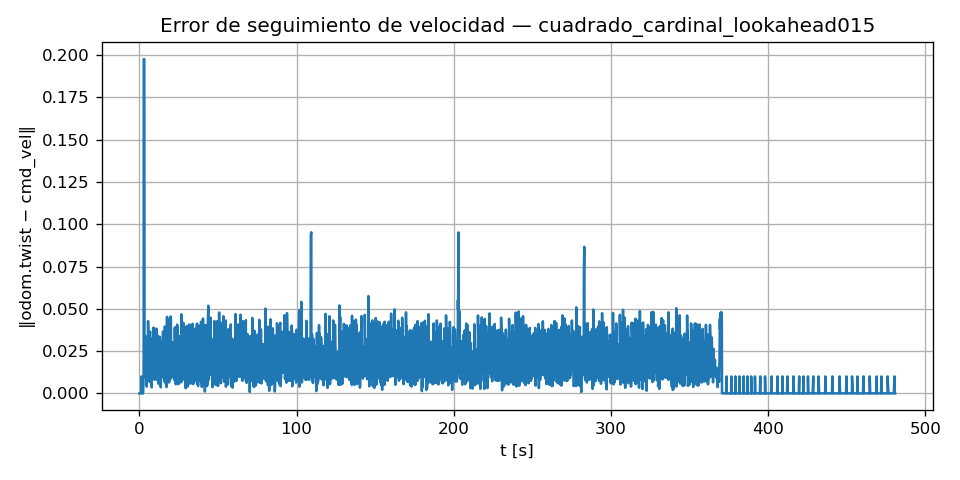 Error de seguimiento de velocidad — cuadrado_cardinal_lookahead015
‖odom.twist − cmd_vel‖
0.200
0.175
0.150
0.125
0.100
0.075
0.050
0.025
0.000
0 100 200 300 400 500
t [s]